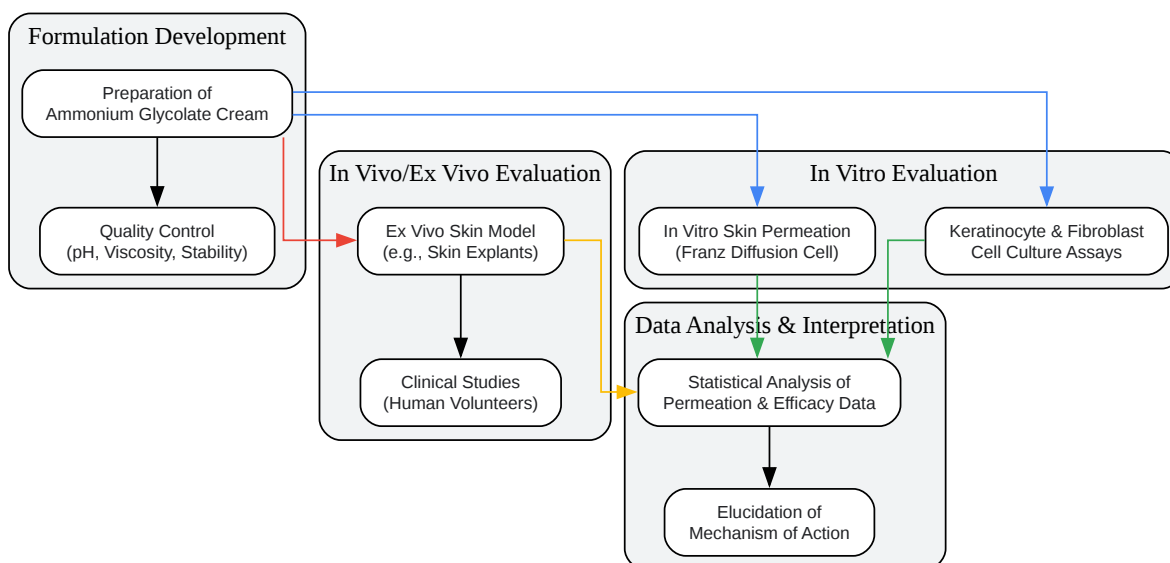 Formulation Development
Preparation of
Ammonium Glycolate Cream
Quality Control
(pH, Viscosity, Stability)
In Vivo/Ex Vivo Evaluation
Ex Vivo Skin Model
(e.g., Skin Explants)
Clinical Studies
(Human Volunteers)
In Vitro Evaluation
In Vitro Skin Permeation
(Franz Diffusion Cell)
Keratinocyte & Fibroblast
Cell Culture Assays
Data Analysis & Interpretation
Statistical Analysis of
Permeation & Efficacy Data
Elucidation of
Mechanism of Action